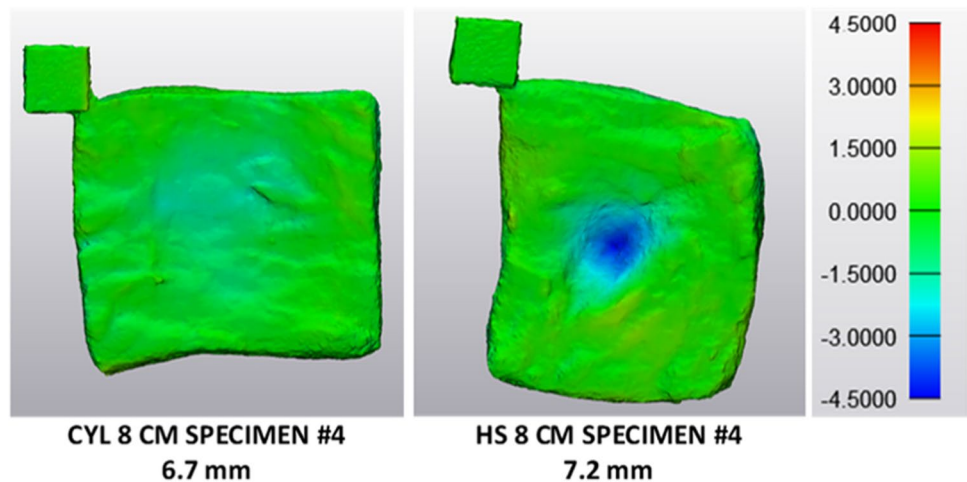 4.5000
3.0000
1.5000
0.0000
-1.5000
-3.0000
-4.5000
CYL 8 CM SPECIMEN #4
6.7 mm
HS 8 CM SPECIMEN #4
7.2 mm